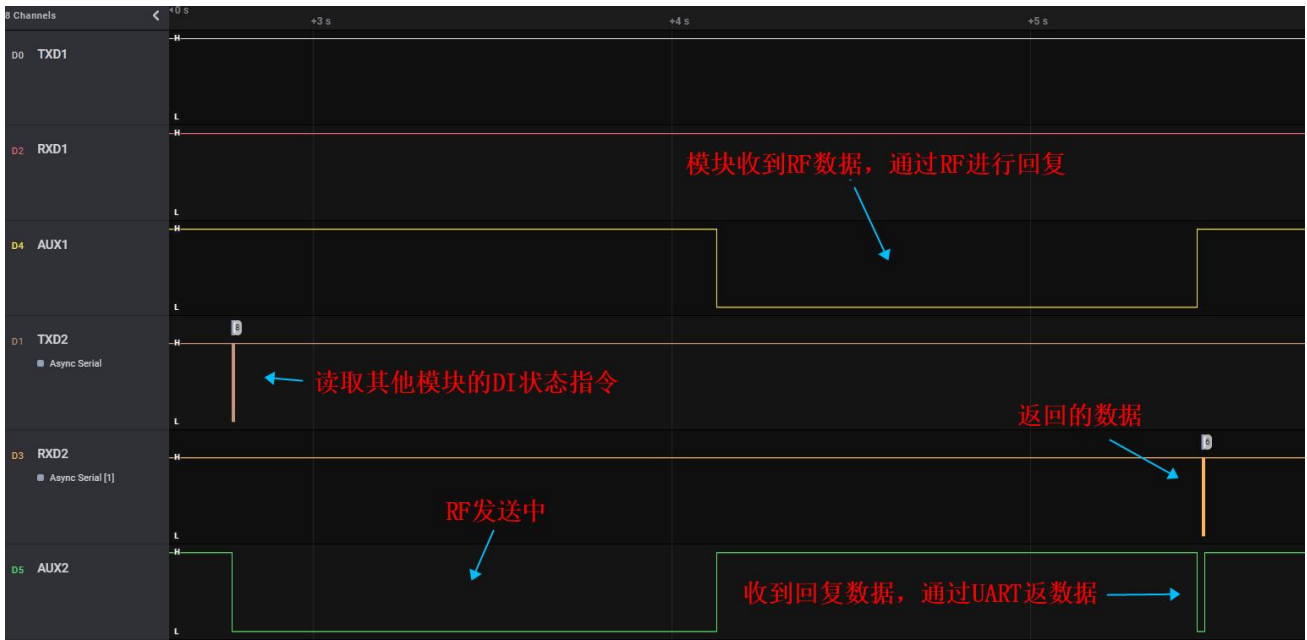 8 Channels
+0 s
+3 s
+4 s
+5 s
D0 TXD1
H
L
D2 RXD1
H
模块收到RF数据，通过RF进行回复
L
D4 AUX1
H
L
D1 TXD2
8
H
Async Serial
读取其他模块的DI状态指令
L
返回的数据
D3 RXD2
6
H
Async Serial [1]
RF发送中
L
D5 AUX2
H
收到回复数据，通过UART返数据
L